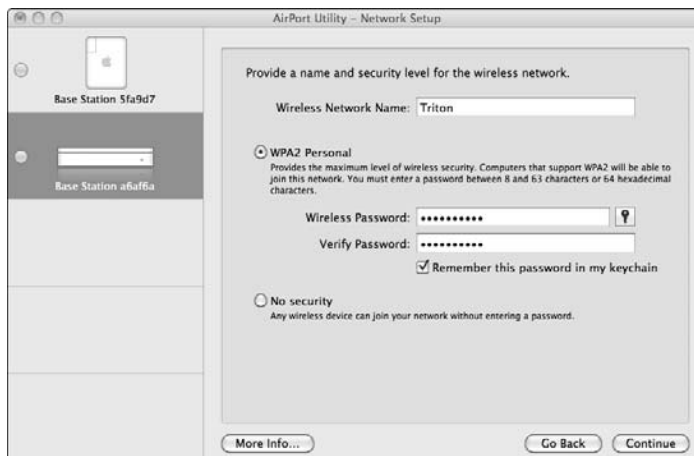 AirPort Utility – Network Setup
Base Station 5fa9d7
Base Station a6af6a
Provide a name and security level for the wireless network.
Wireless Network Name: Triton
WPA2 Personal
Provides the maximum level of wireless security. Computers that support WPA2 will be able to
join this network. You must enter a password between 8 and 63 characters or 64 hexadecimal
characters.
Wireless Password: ••••••••••
Verify Password: ••••••••••
Remember this password in my keychain
No security
Any wireless device can join your network without entering a password.
More Info...
Go Back
Continue